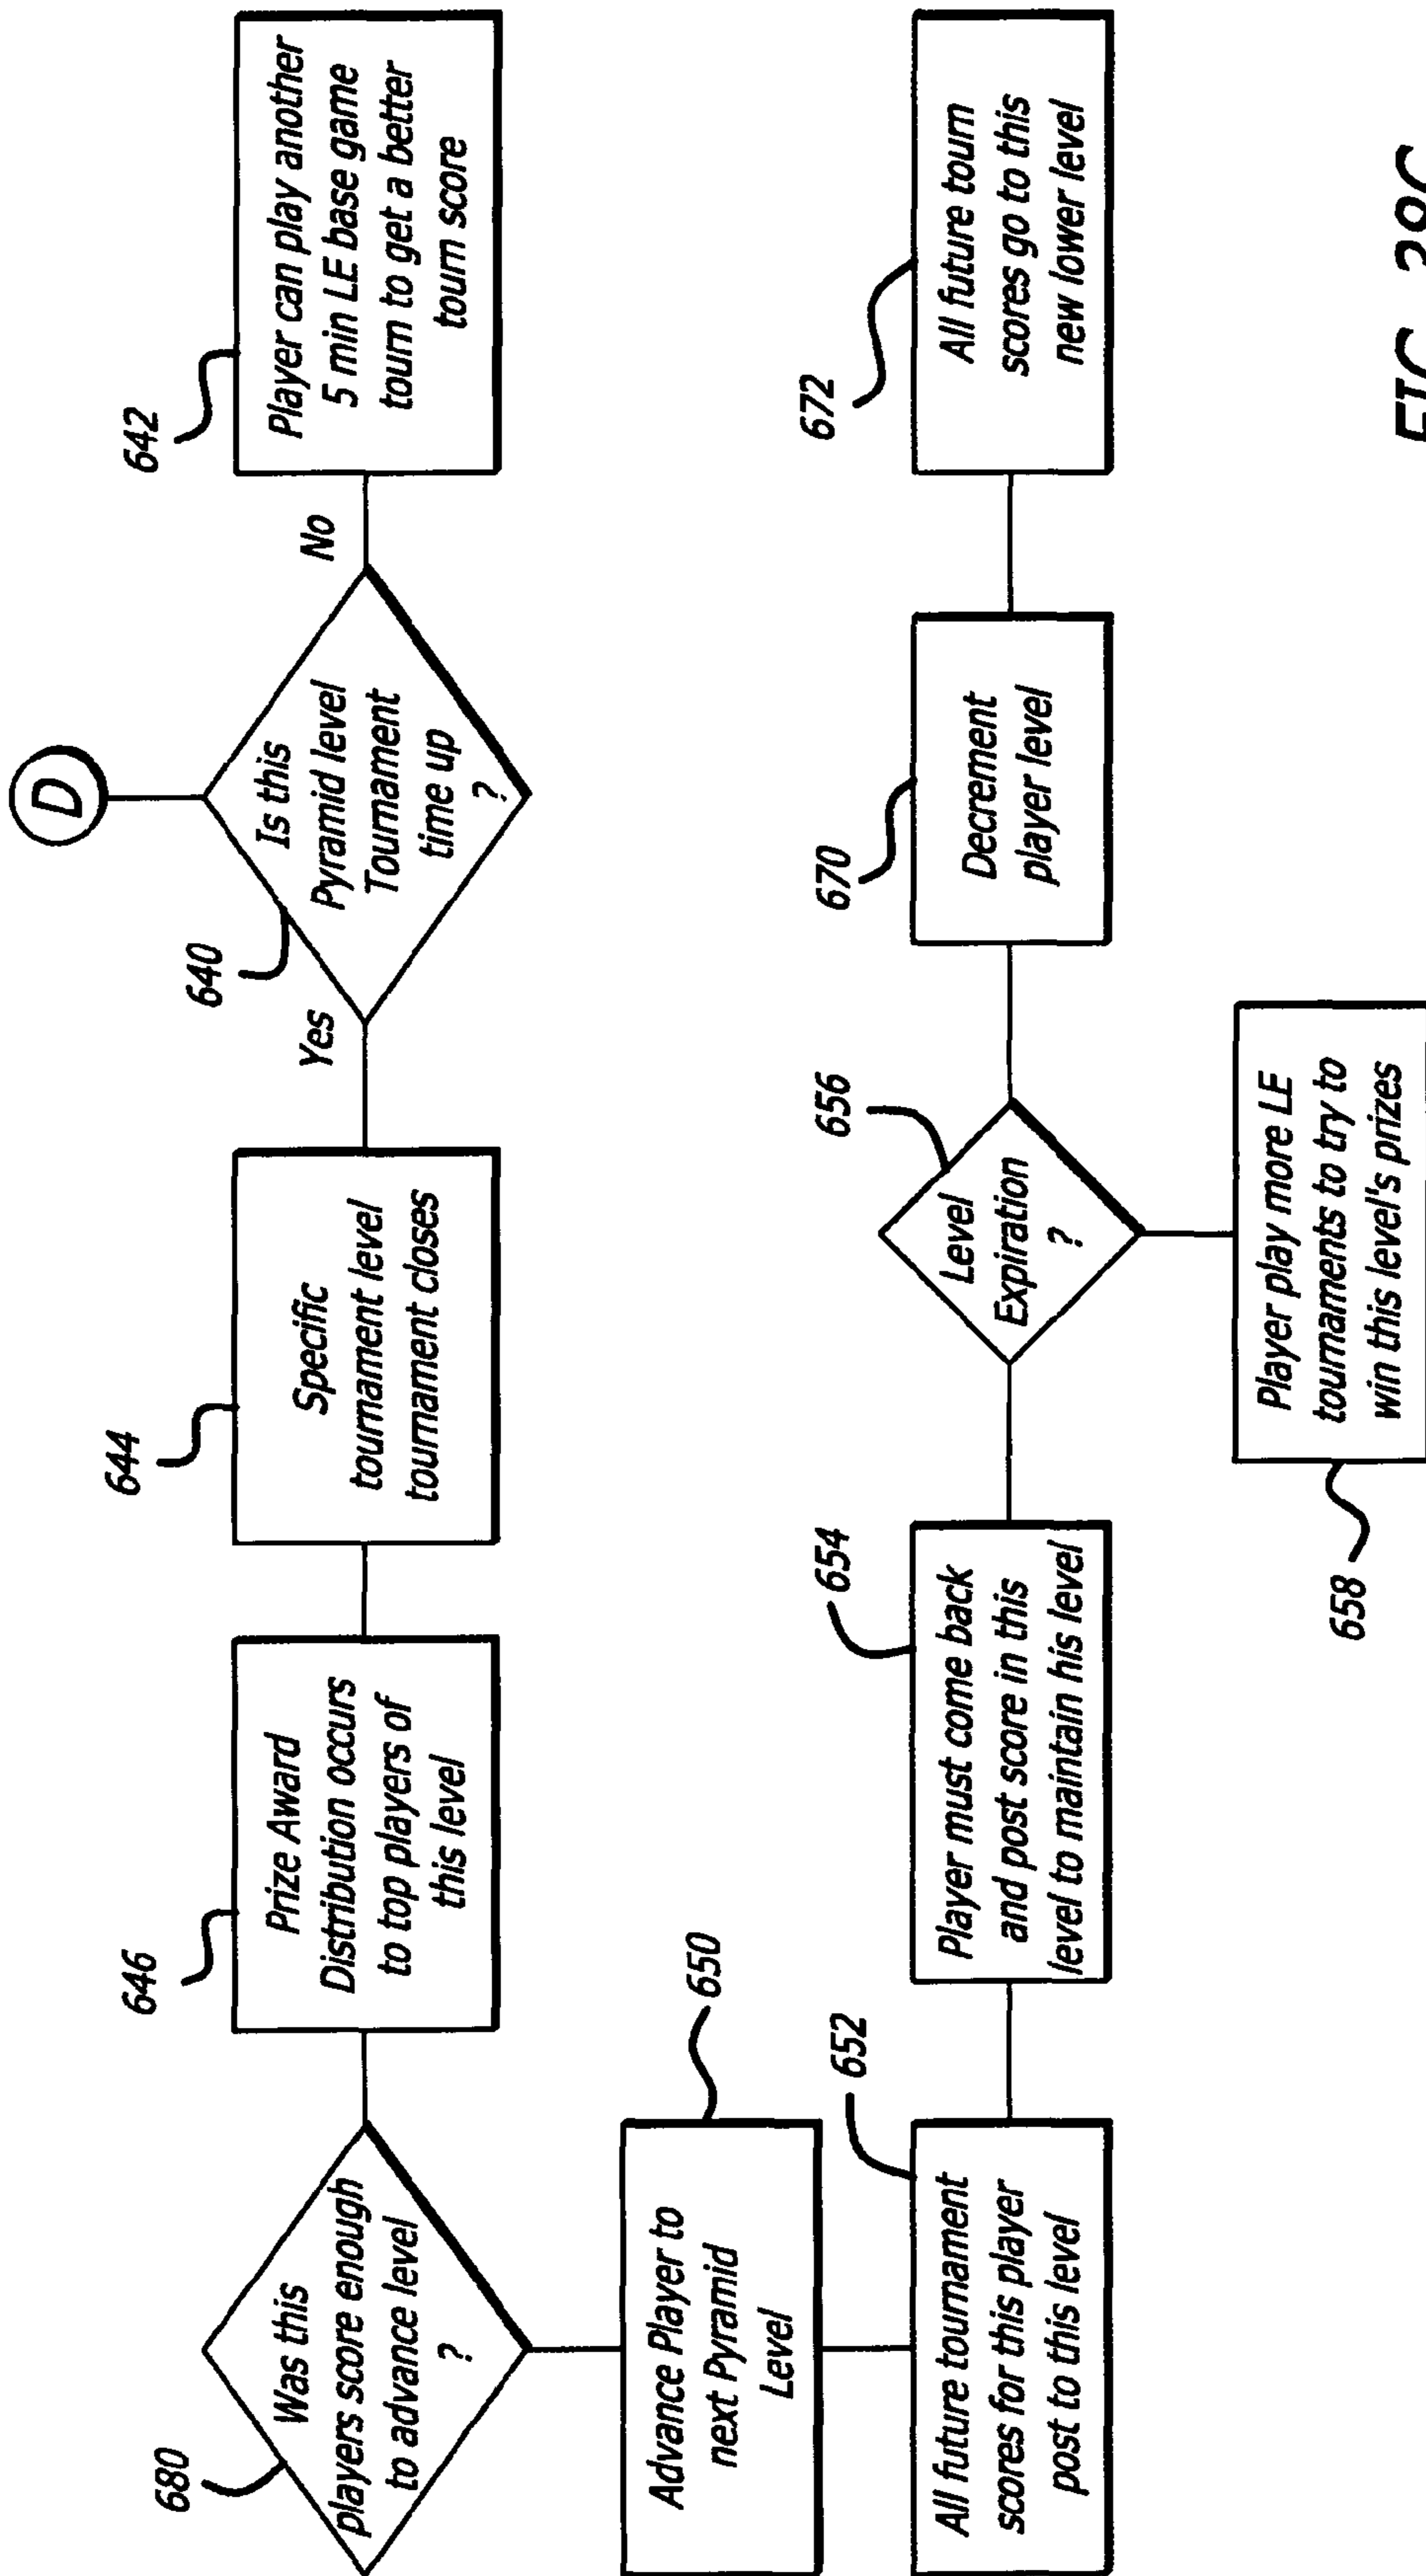 D
Is this
Pyramid level
Tournament
time up
?
640
Yes
No
Player can play another
5 min LE base game
tourn to get a better
tourn score
642
Specific
tournament level
tournament closes
644
Prize Award
Distribution occurs
to top players of
this level
646
Was this
players score enough
to advance level
?
680
Advance Player to
next Pyramid
Level
650
All future tournament
scores for this player
post to this level
652
Player must come back
and post score in this
level to maintain his level
654
Level
Expiration
?
656
Player play more LE
tournaments to try to
win this level's prizes
658
Decrement
player level
670
All future tourn
scores go to this
new lower level
672
FIG